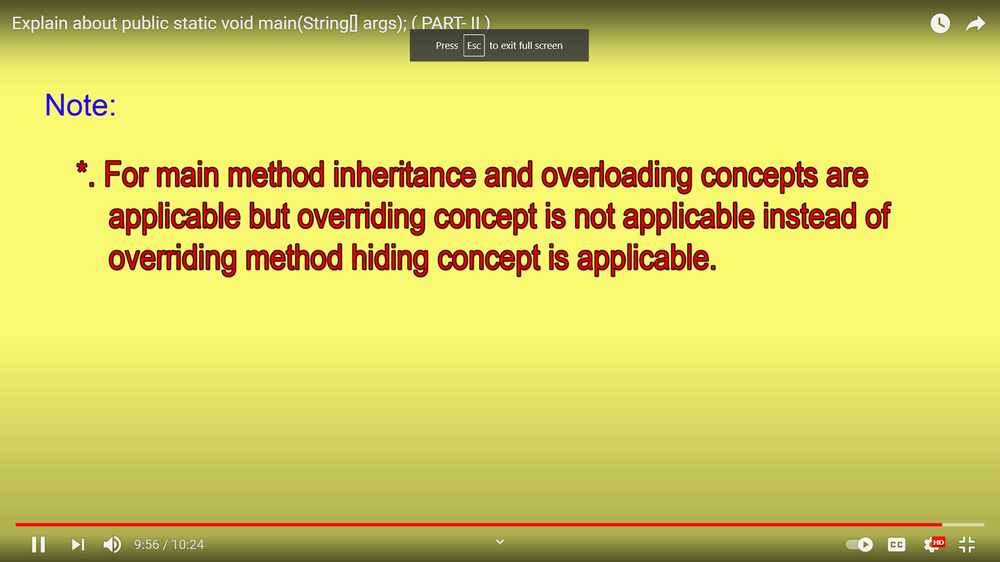 Explain about public static void main(String[] args); ( PART- II )
Press Esc to exit full screen
Note:
*. For main method inheritance and overloading concepts are
applicable but overriding concept is not applicable instead of
overriding method hiding concept is applicable.
9:56 / 10:24
CC
HD